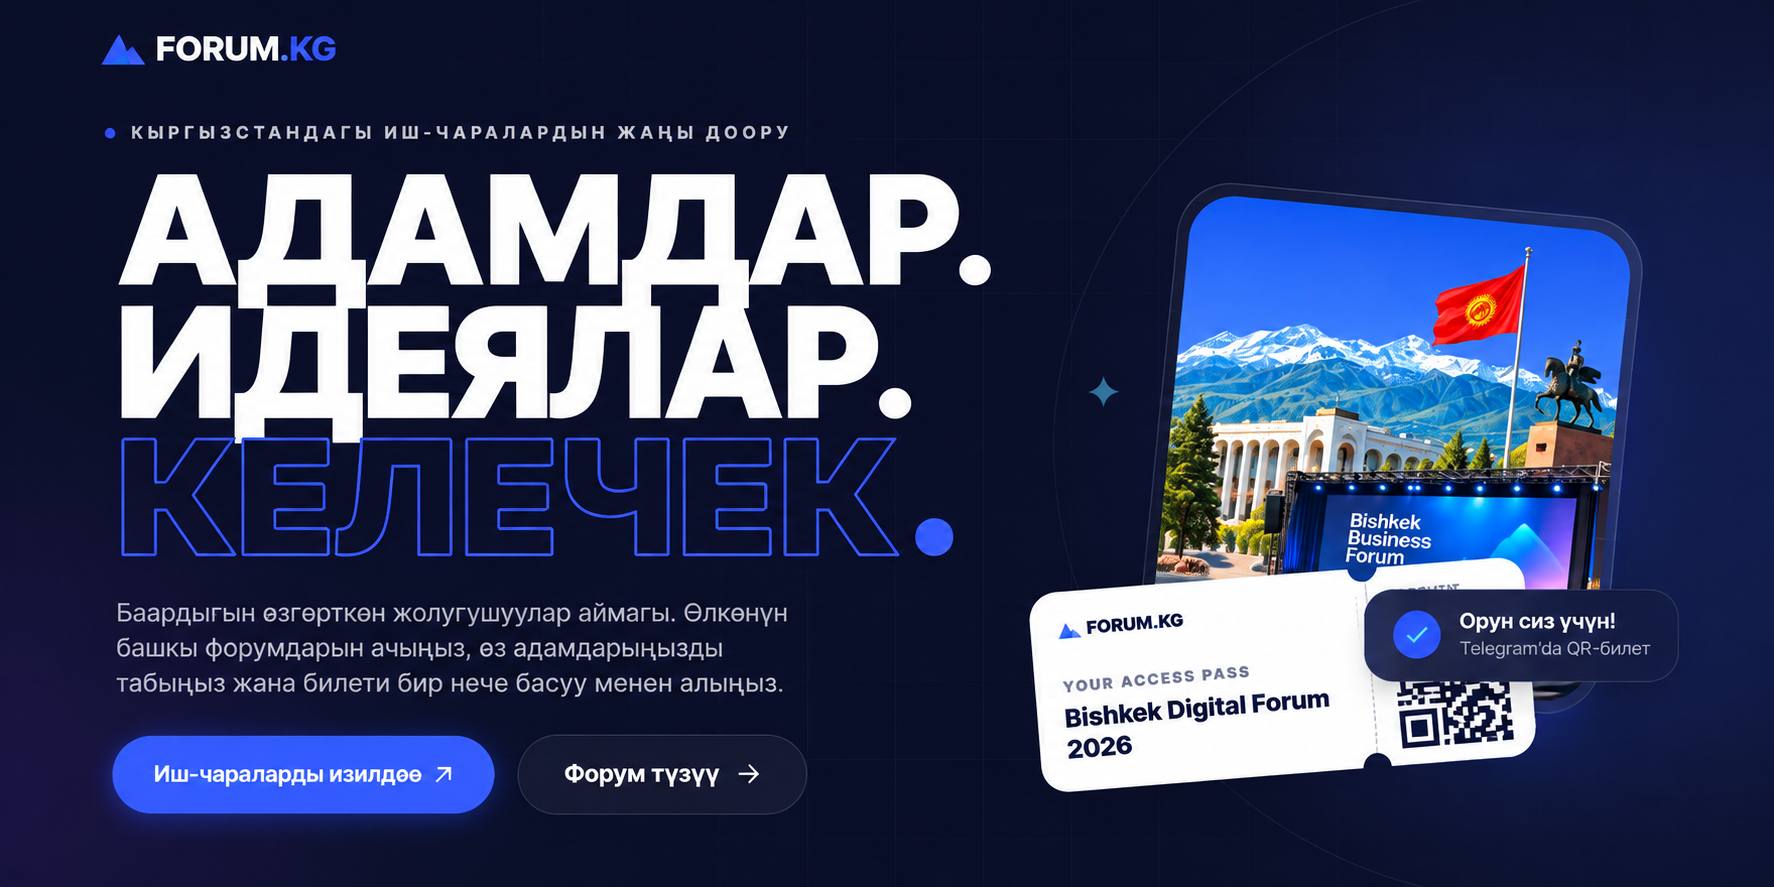 FORUM.KG
КЫРГЫЗСТАНДАГЫ ИШ-ЧАРАЛАРДЫН ЖАҢЫ ДООРУ
АДАМДАР.
ИДЕЯЛАР.
КЕЛЕЧЕК.
Баардыгын өзгөрткөн жолугушуулар аймагы. Өлкөнүн
башкы форумдарын ачыңыз, өз адамдарыңызды
табыңыз жана билети бир нече басуу менен алыңыз.
Иш-чараларды изилдөө
Форум түзүү
Bishkek
Business
Forum
FORUM.KG
YOUR ACCESS PASS
Bishkek Digital Forum
2026
Орун сиз үчүн!
Telegram'da QR-билет